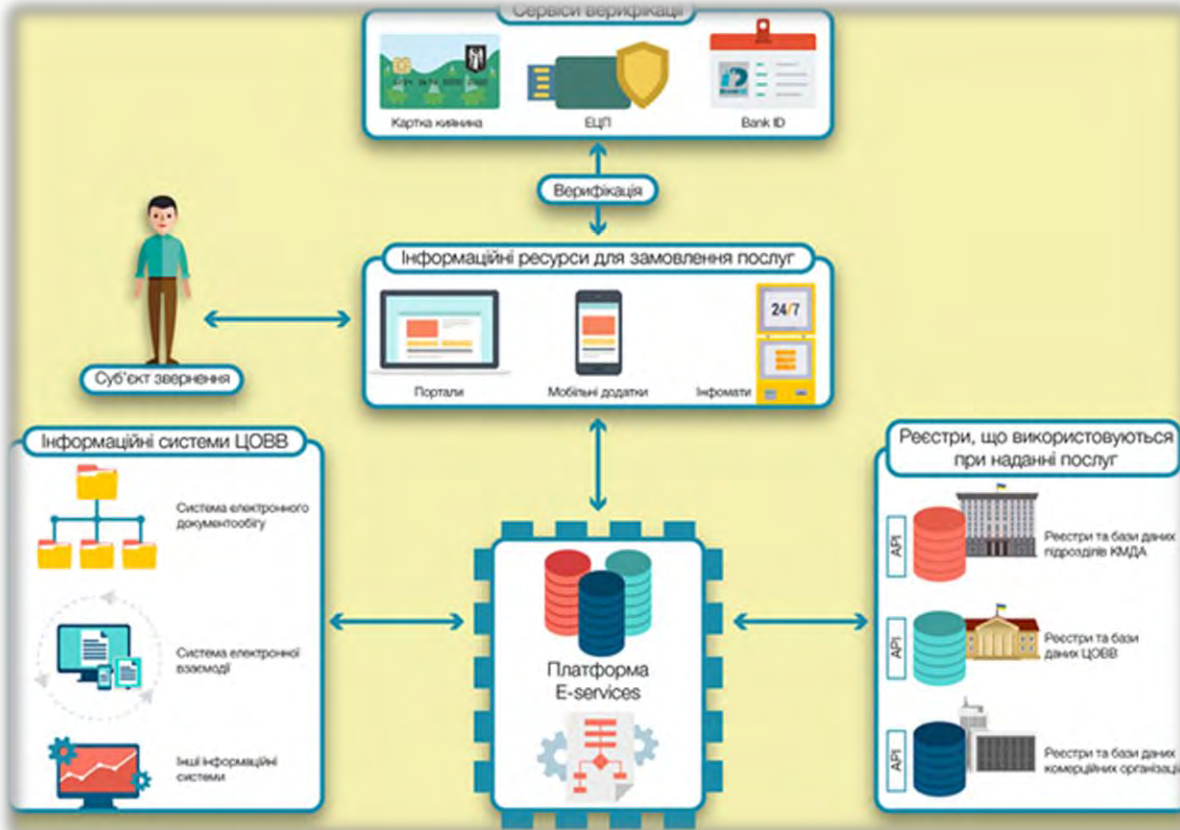 Сервіси верифікації
Картка киянина
ЕЦП
Bank ID
Верифікація
Інформаційні ресурси для замовлення послуг
24/7
Портали
Мобільні додатки
Інфомати
Суб'єкт звернення
Інформаційні системи ЦОВВ
Система електронного
документообігу
Система електронної
взаємодії
Інші інформаційні
системи
Платформа
E-services
Реєстри, що використовуються
при наданні послуг
API
Реєстри та бази даних
підрозділів КМДА
API
Реєстри та бази
даних ЦОВВ
API
Реєстри та бази даних
комерційних організаці